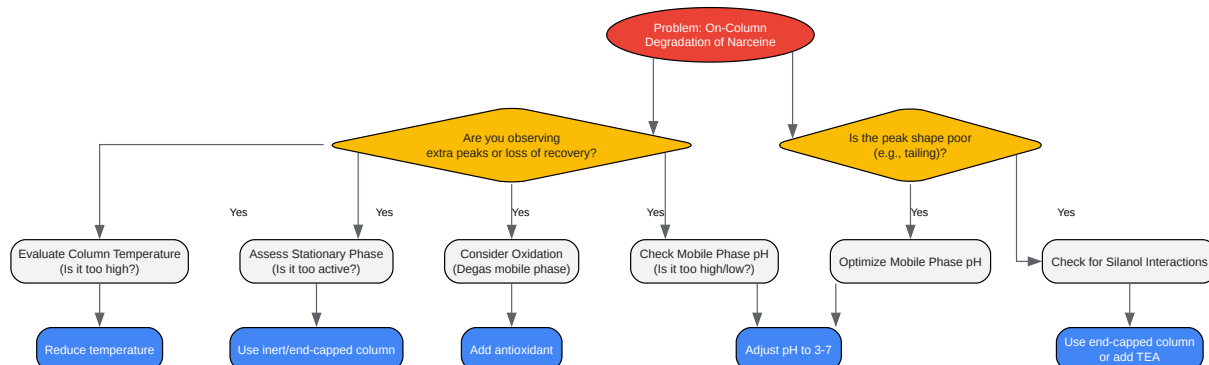 Problem: On-Column
Degradation of Narceine
Are you observing
extra peaks or loss of recovery?
Is the peak shape poor
(e.g., tailing)?
Yes
Yes
Yes
Yes
Yes
Yes
Evaluate Column Temperature
(Is it too high?)
Assess Stationary Phase
(Is it too active?)
Consider Oxidation
(Degas mobile phase)
Check Mobile Phase pH
(Is it too high/low?)
Optimize Mobile Phase pH
Check for Silanol Interactions
Reduce temperature
Use inert/end-capped column
Add antioxidant
Adjust pH to 3-7
Use end-capped column
or add TEA